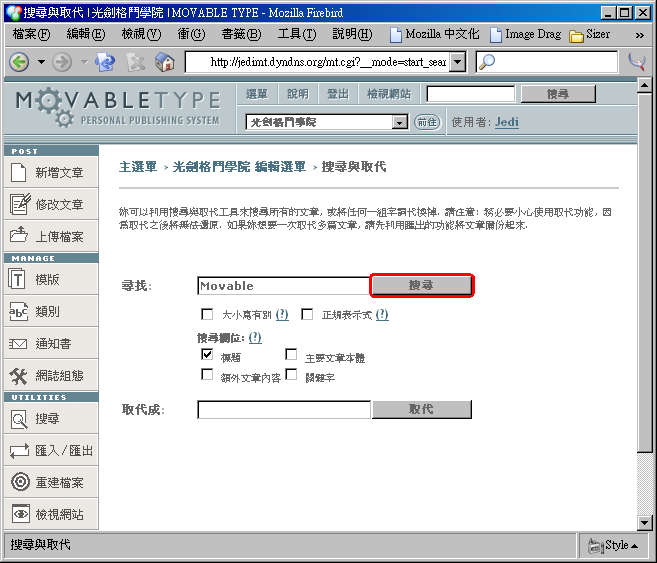 搜尋與取代 | 光劍格鬥學院 | MOVABLE TYPE - Mozilla Firebird
檔案(F) 編輯(E) 檢視(V) 衝(G) 書籤(B) 工具(T) 說明(H) Mozilla 中文化 Image Drag Sizer »
http://jedimt.dyndns.org/mt.cgi?__mode=start_sear
MOVABLETYPE
PERSONAL PUBLISHING SYSTEM
選單 說明 登出 檢視網站 搜尋
光劍格鬥學院 前往 使用者: Jedi
POST
新增文章
修改文章
上傳檔案
MANAGE
模版
類別
通知書
網誌組態
UTILITIES
搜尋
匯入/匯出
重建檔案
檢視網站
主選單 > 光劍格鬥學院 編輯選單 > 搜尋與取代
妳可以利用搜尋與取代工具來搜尋所有的文章, 或將任何一組字詞代換掉. 請注意: 務必要小心使用取代功能, 因
為取代之後將無法還原. 如果妳想要一次取代多篇文章, 請先利用匯出的功能將文章備份起來.
尋找: Movable 搜尋
大小寫有別 (?) 正規表示式 (?)
搜尋欄位: (?)
標題 主要文章本體
額外文章內容 關鍵字
取代成: 取代
搜尋與取代 Style